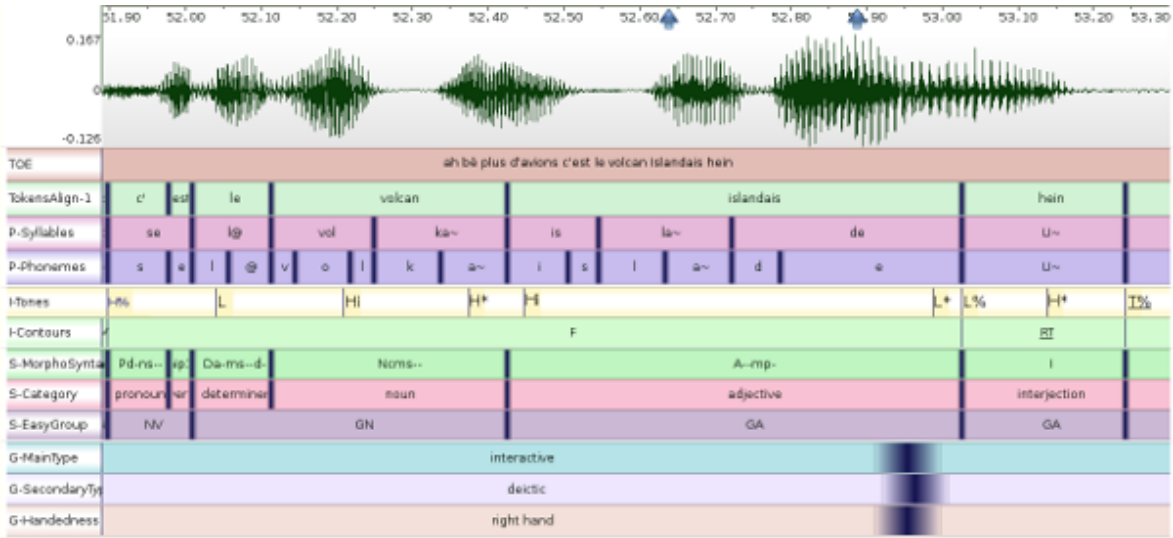 51.90 52.00 52.10 52.20 52.30 52.40 52.50 52.60 52.70 52.80 52.90 53.00 53.10 53.20 53.30
0.167
0
-0.126
TOE ah bè plus d'avions c'est le volcan Islandais hein
TokensAlign-1 c' est le volcan islandais hein
P-Syllables se l@ vol ka~ is la~ de U~
P-Phonemes s e l @ v o l k a~ i s l a~ d e U~
I-Tones H% L Hi H* Hi L* L% H* T%
I-Contours F RT
S-MorphoSynta Pd-ns-- ip: Da-ms--d- Ncms-- A--mp- I
S-Category pronoun ver determiner noun adjective interjection
S-EasyGroup NV GN GA GA
G-MainType interactive
G-SecondaryTyp deictic
G-Handedness right hand